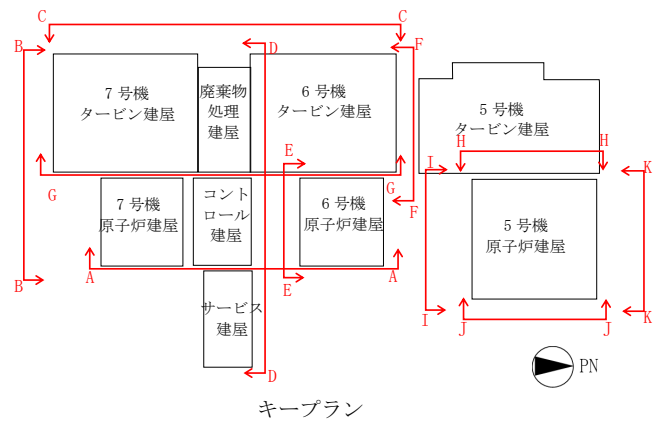 C
C
B
D
F
7 号機
タービン建屋
廃棄物
処理
建屋
6 号機
タービン建屋
5 号機
タービン建屋
H
H
E
I
K
G
G
F
7 号機
原子炉建屋
コント
ロール
建屋
6 号機
原子炉建屋
5 号機
原子炉建屋
A
A
B
E
サービス
建屋
I
J
J
K
D
PN
キープラン